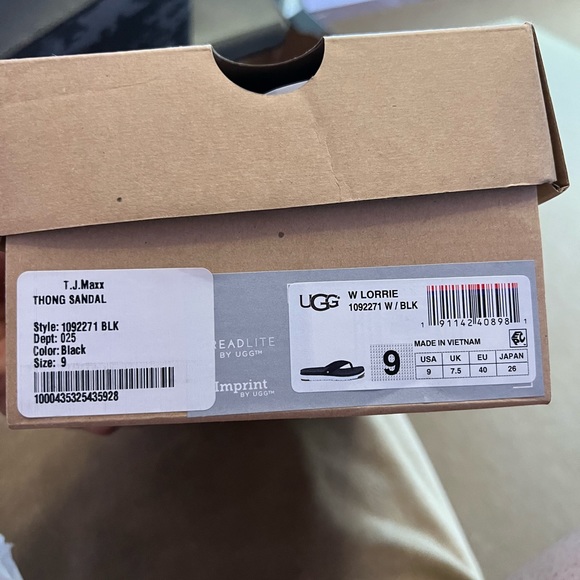 T.J.Maxx
THONG SANDAL
Style: 1092271 BLK
Dept: 025
Color: Black
Size: 9
1000435325435928
READLITE
BY UGG™
Imprint
BY UGG™
UGG
W LORRIE
1092271 W / BLK
1 91142 40898 1
MADE IN VIETNAM
9
USA UK EU JAPAN
9 7.5 40 26